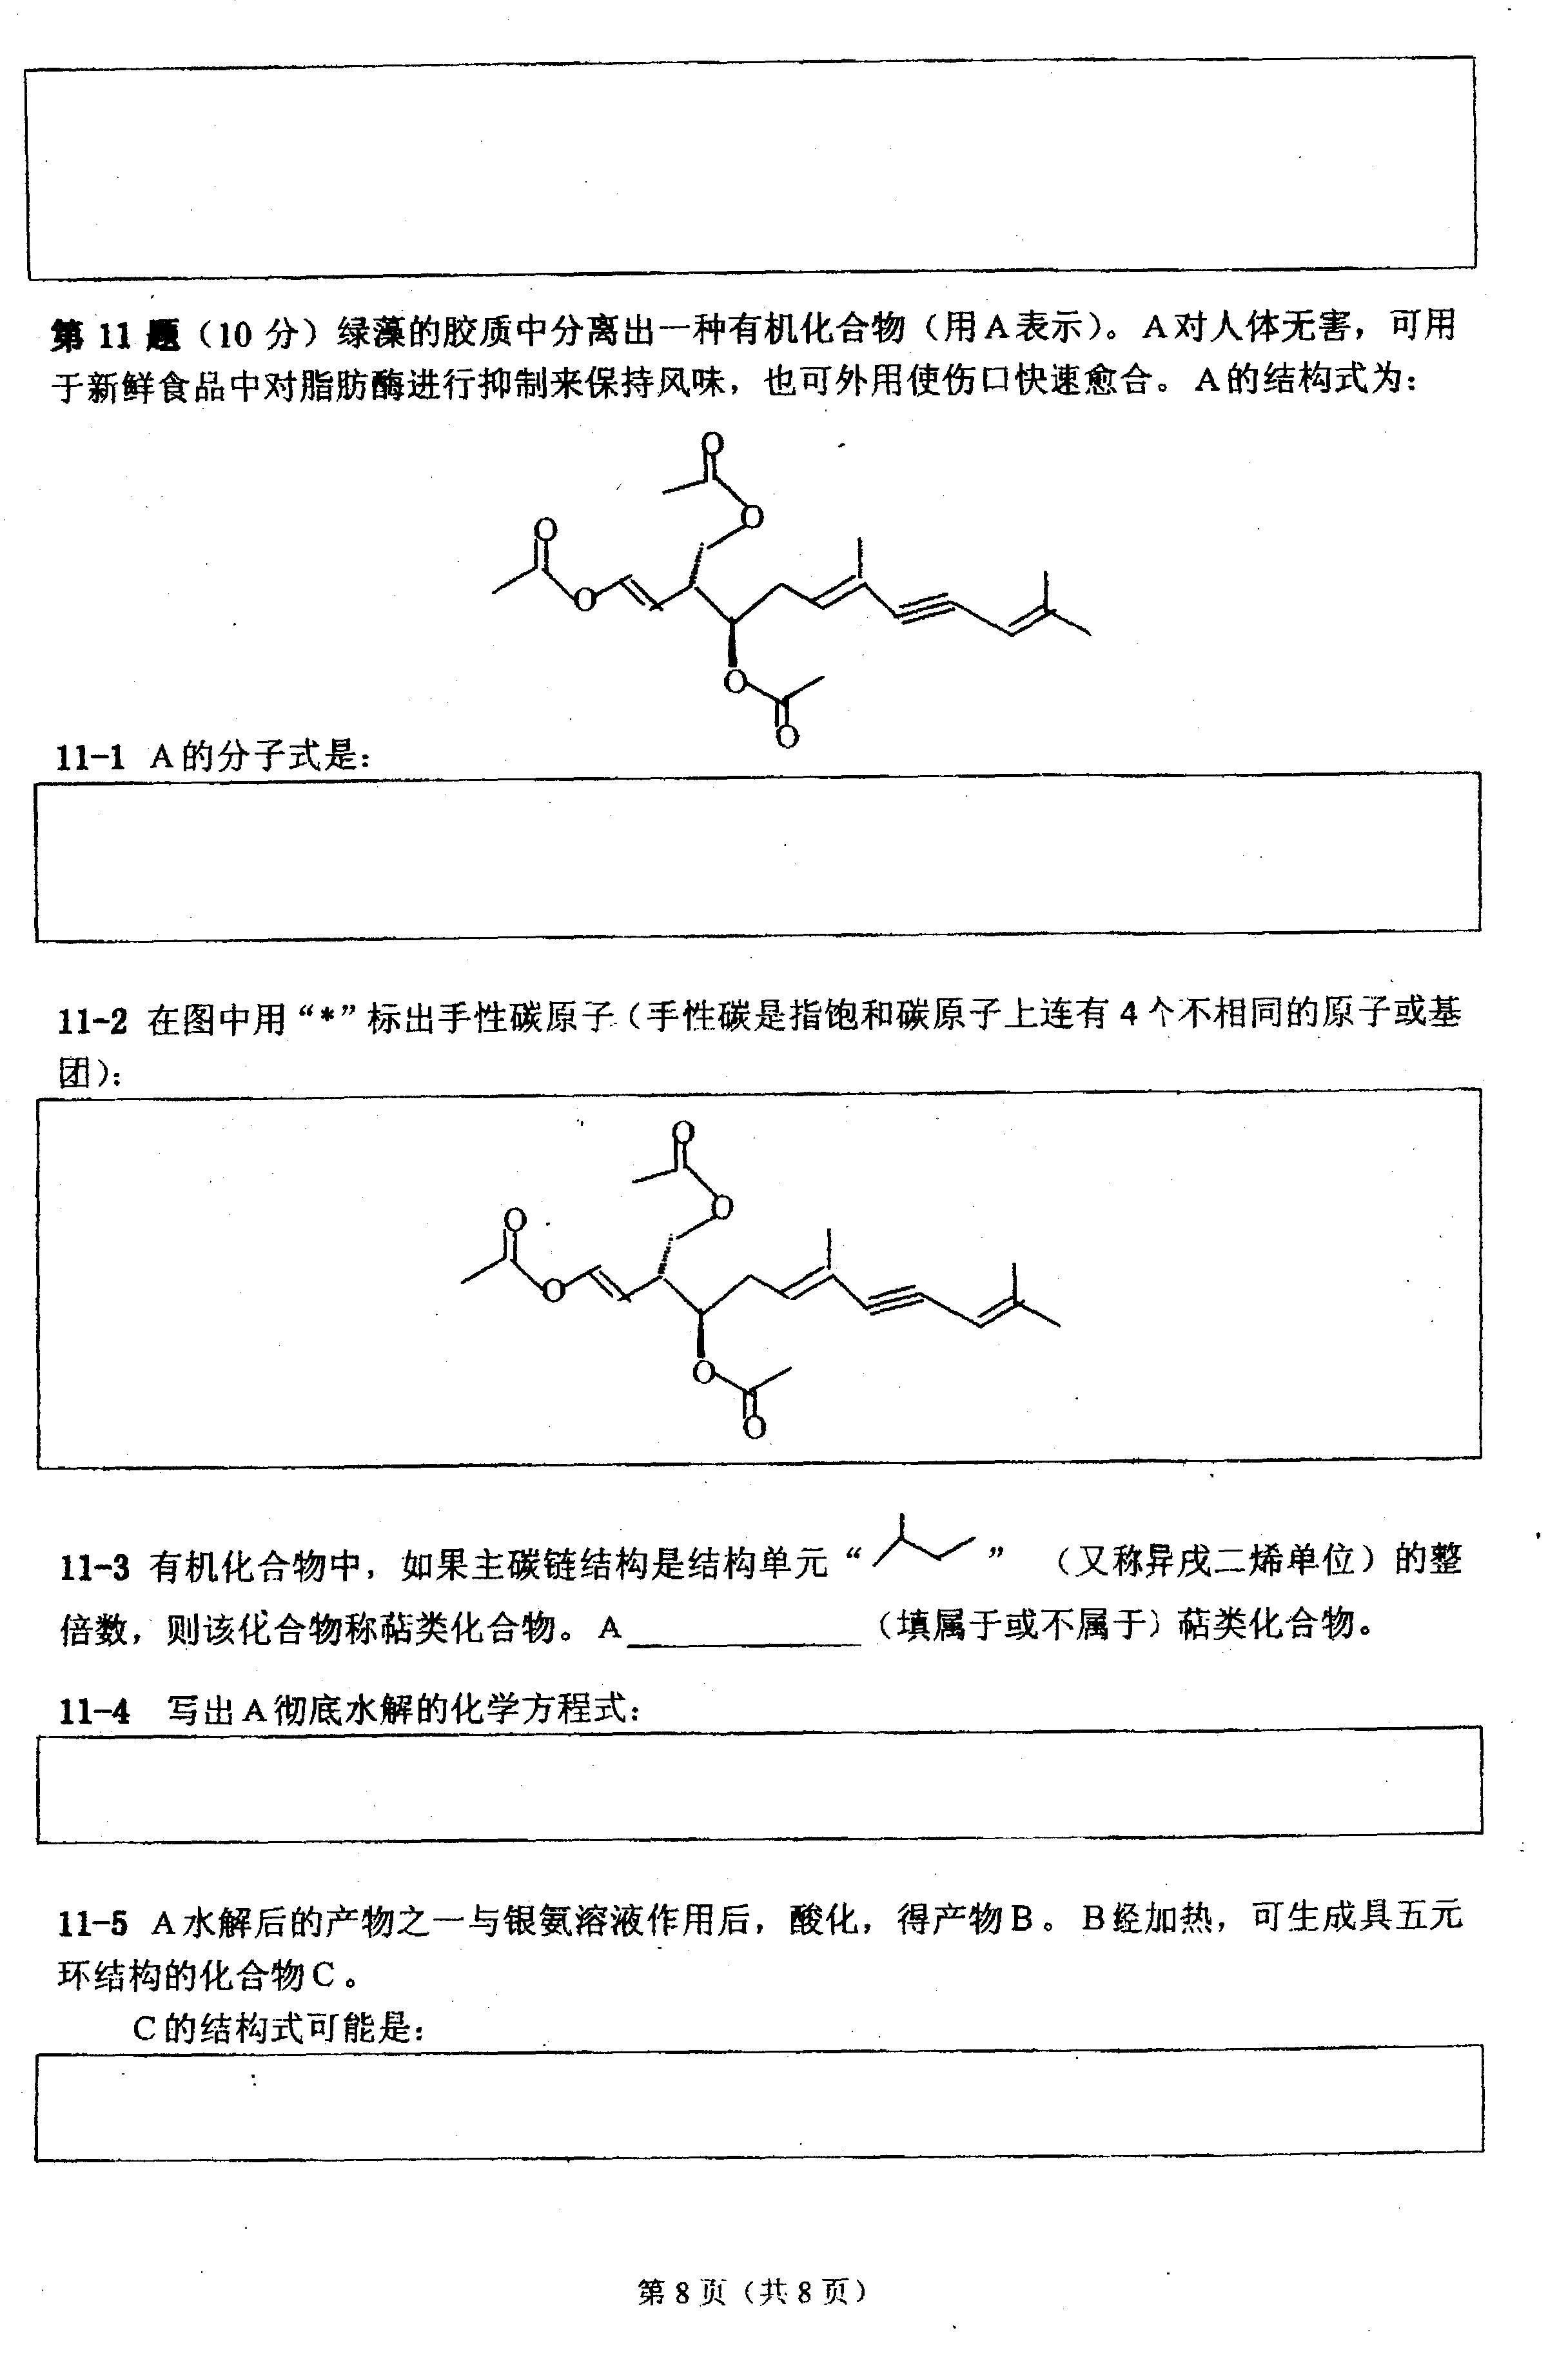 第 11 题（10 分）绿藻的胶质中分离出一种有机化合物（用A表示）。A对人体无害，可用
于新鲜食品中对脂肪酶进行抑制来保持风味，也可外用使伤口快速愈合。A的结构式为：
O
O
O
O
O
O
11-1 A的分子式是：
11-2 在图中用“*”标出手性碳原子（手性碳是指饱和碳原子上连有 4 个不相同的原子或基
团）：
O
O
O
O
O
O
11-3 有机化合物中，如果主碳链结构是结构单元“ ”（又称异戊二烯单位）的整
倍数，则该化合物称萜类化合物。A（填属于或不属于）萜类化合物。
11-4 写出A彻底水解的化学方程式：
11-5 A水解后的产物之一与银氨溶液作用后，酸化，得产物B。B经加热，可生成具五元
环结构的化合物C。
C的结构式可能是：
第 8 页（共 8 页）